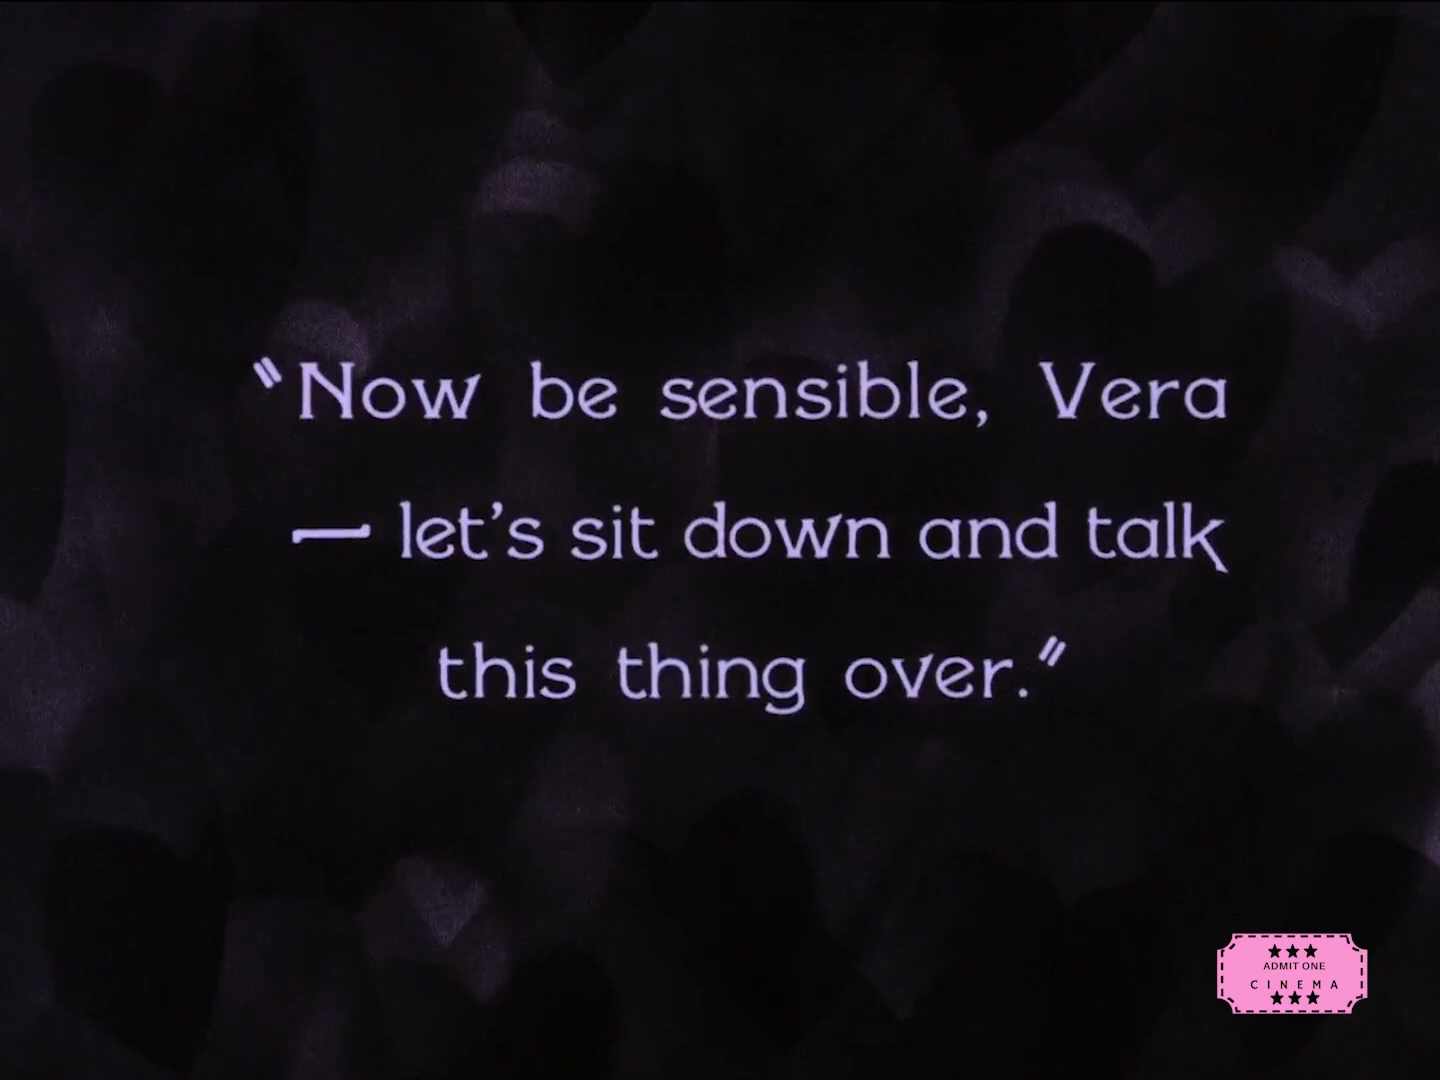 “Now be sensible, Vera
— let’s sit down and talk
this thing over.”
ADMIT ONE
CINEMA